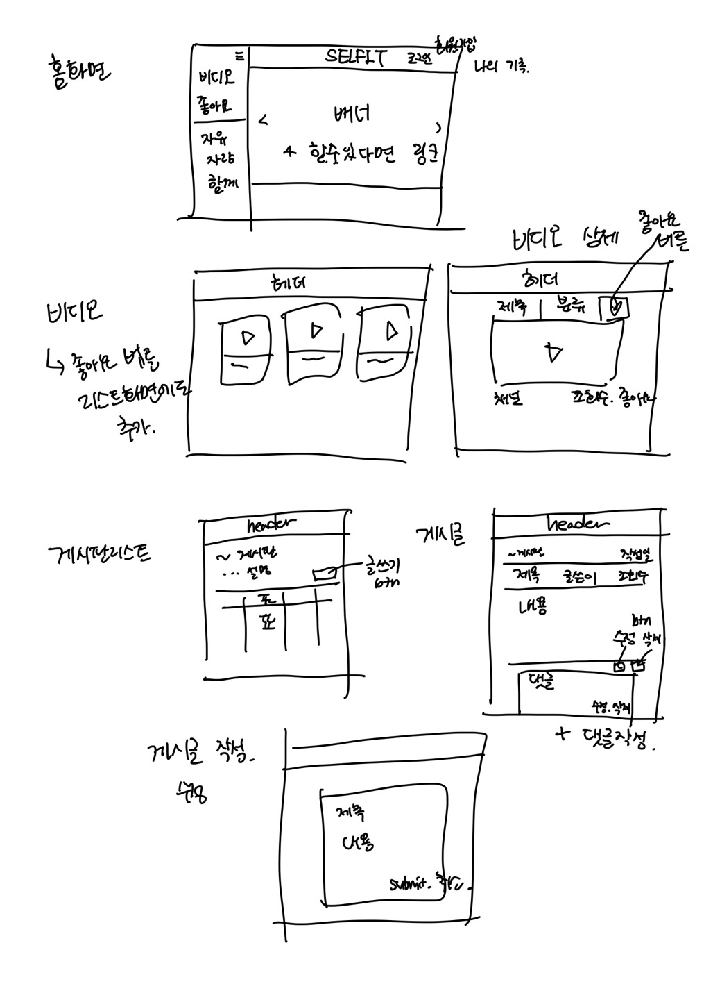 홈화면
비디오
좋아요
자유
자랑
함께
SELFIT 로그인 회원가입
나의 기록.
< 배너 >
+ 할수있다면 링크
비디오
↳ 좋아요 버튼
리스트화면에도
추가.
헤더
비디오 상세
좋아요
버튼
헤더
제목 분류
채널 조회수. 좋아요
게시판리스트
header
~ 게시판
... 설명
글쓰기
btn
표
표
게시글
header
~게시판 작성일
제목 글쓴이 조회수
내용
btn
수정 삭제
댓글
수정. 삭제
+ 댓글작성.
게시글 작성.
수정
제목
내용
submit. 취소.